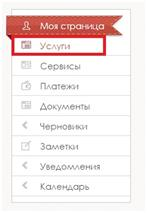 Моя страница
Услуги
Сервисы
Платежи
Документы
Черновики
Заметки
Уведомления
Календарь